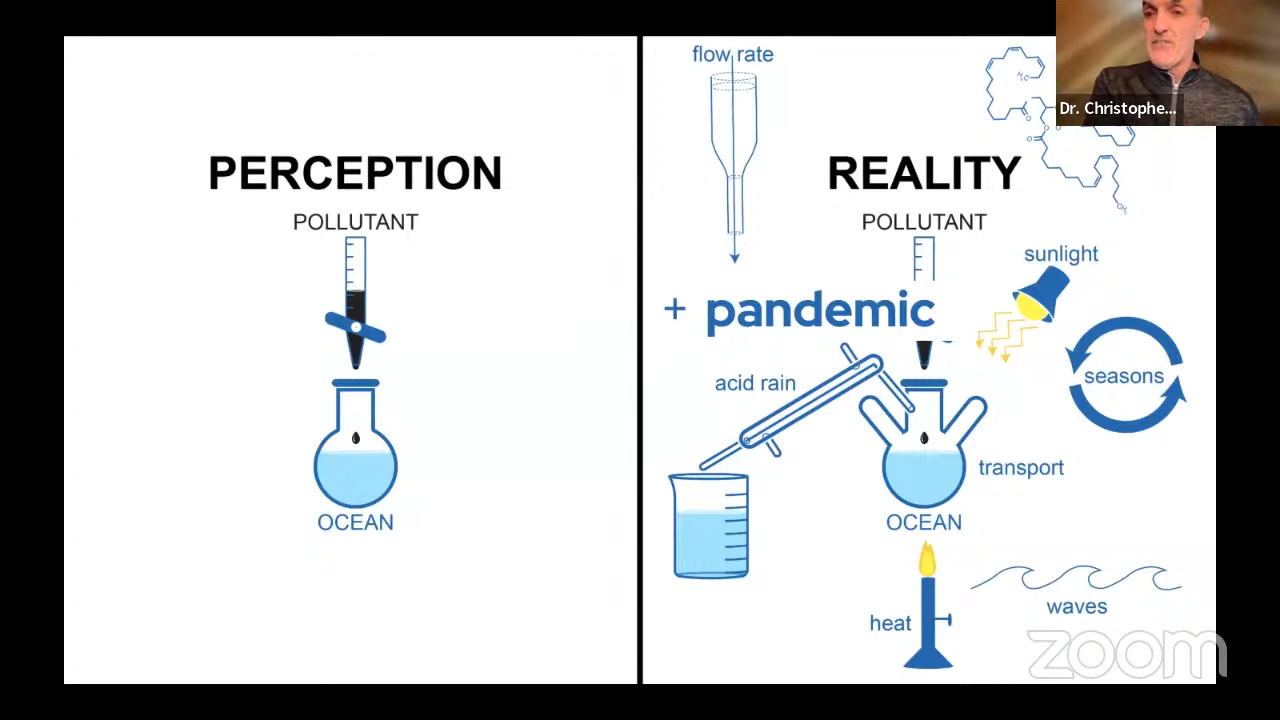 PERCEPTION
POLLUTANT
OCEAN
flow rate
REALITY
POLLUTANT
sunlight
+ pandemic
acid rain
seasons
transport
OCEAN
heat
waves
Dr. Christophe...
zoom